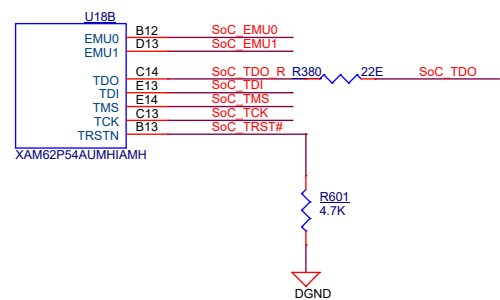 U18B
EMU0 B12 SoC_EMU0
EMU1 D13 SoC_EMU1
TDO C14 SoC_TDO_R R380 22E SoC_TDO
TDI E13 SoC_TDI
TMS E14 SoC_TMS
TCK C13 SoC_TCK
TRSTN B13 SoC_TRST#
XAM62P54AUMHIAMH
R601
4.7K
DGND